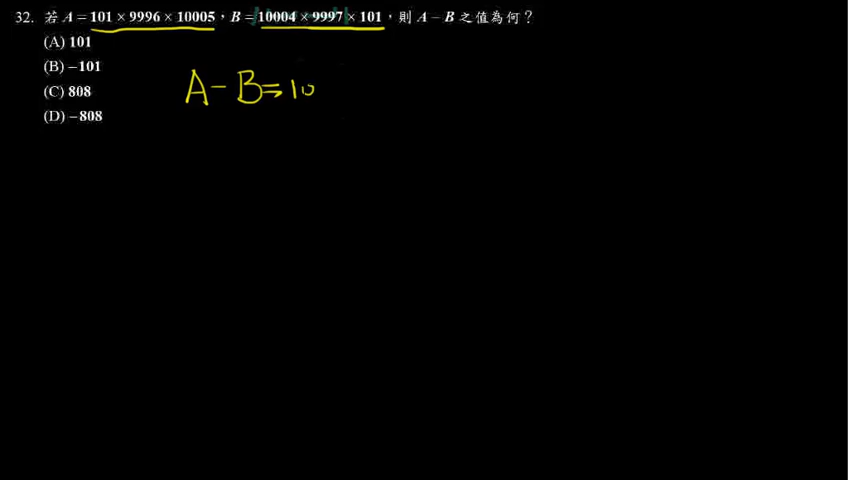 32. 若 A = 101 × 9996 × 10005，B = 10004 × 9997 × 101，則 A − B 之值為何？
(A) 101
(B) −101
(C) 808
(D) −808
A - B = 10